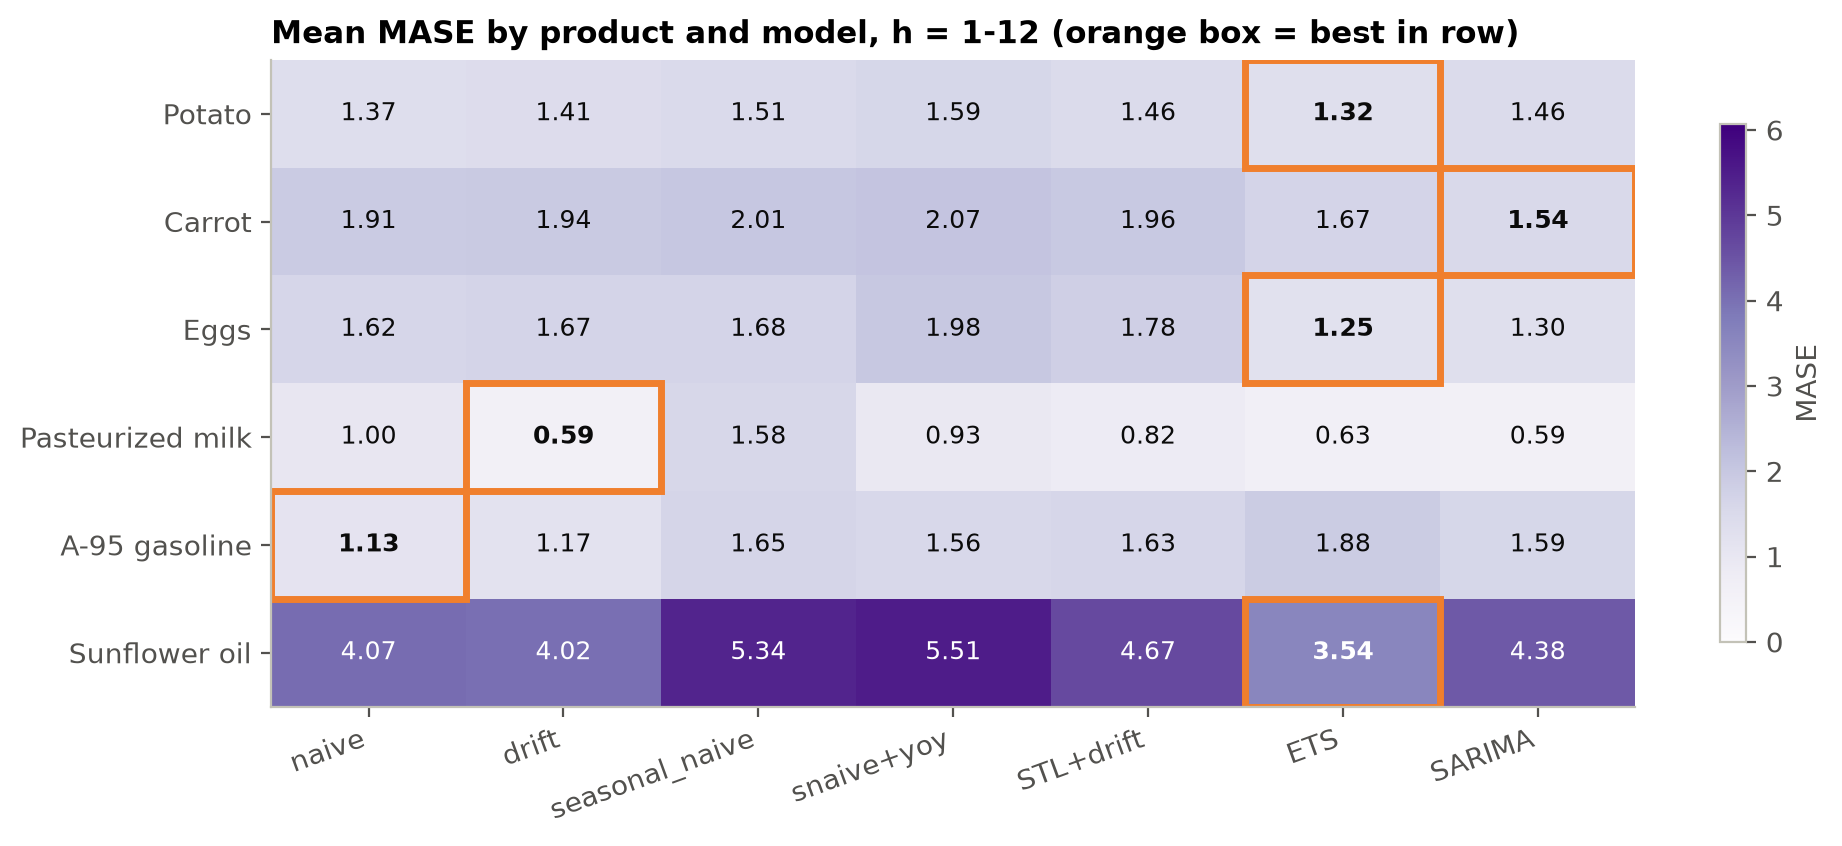 Mean MASE by product and model, h = 1-12 (orange box = best in row)
Potato 1.37 1.41 1.51 1.59 1.46 1.32 1.46
Carrot 1.91 1.94 2.01 2.07 1.96 1.67 1.54
Eggs 1.62 1.67 1.68 1.98 1.78 1.25 1.30
Pasteurized milk 1.00 0.59 1.58 0.93 0.82 0.63 0.59
A-95 gasoline 1.13 1.17 1.65 1.56 1.63 1.88 1.59
Sunflower oil 4.07 4.02 5.34 5.51 4.67 3.54 4.38
naive drift seasonal_naive snaive+yoy STL+drift ETS SARIMA
6
5
4
3
2
1
0
MASE